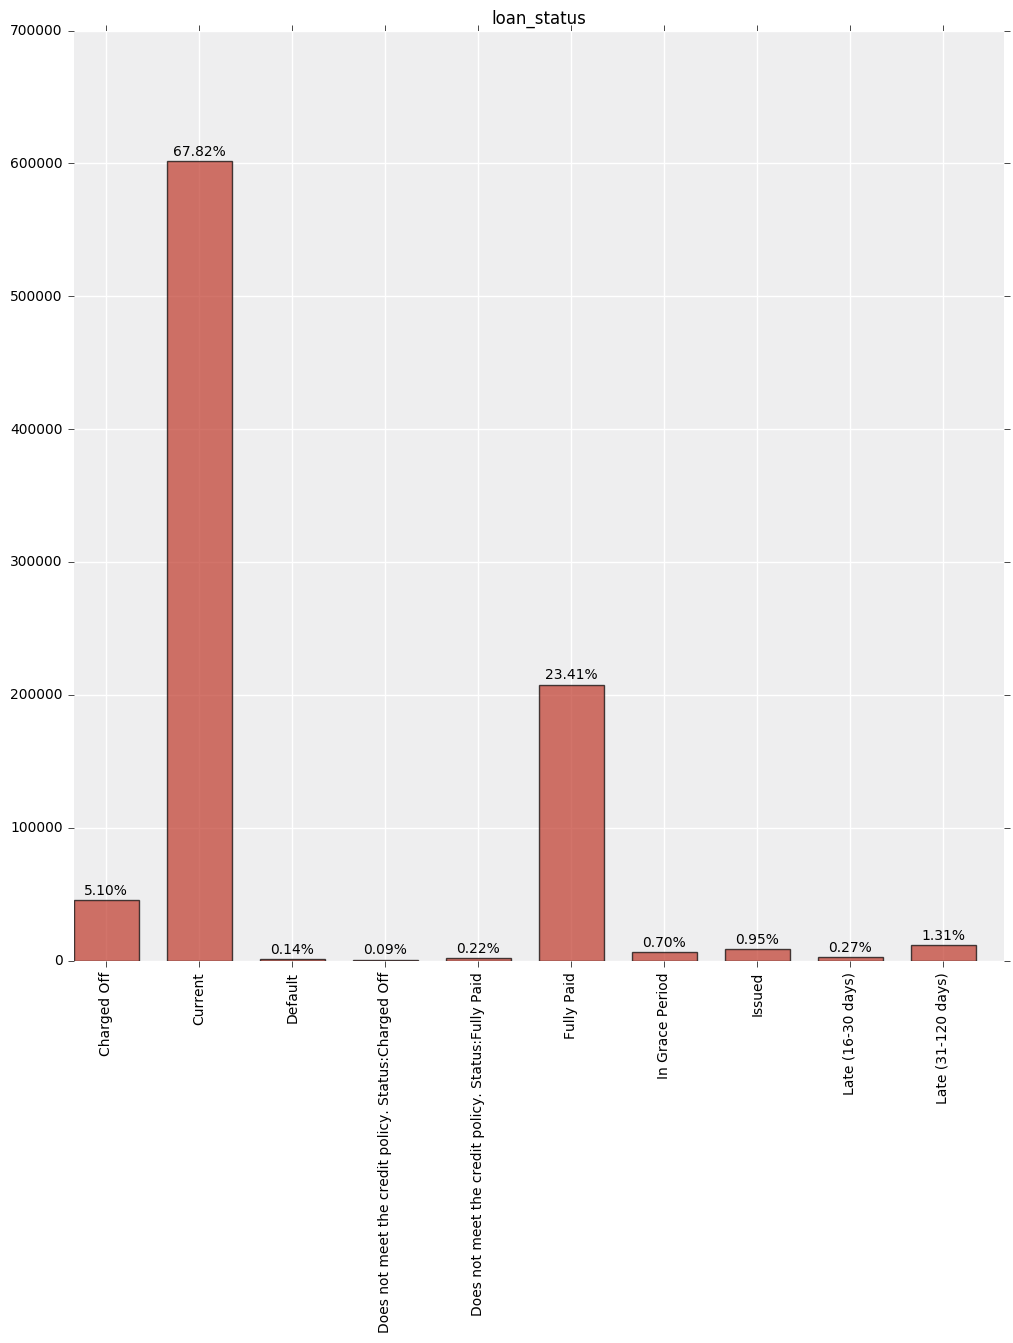 loan_status
700000
600000
500000
400000
300000
200000
100000
0
5.10%
67.82%
0.14%
0.09%
0.22%
23.41%
0.70%
0.95%
0.27%
1.31%
Charged Off
Current
Default
Does not meet the credit policy. Status:Charged Off
Does not meet the credit policy. Status:Fully Paid
Fully Paid
In Grace Period
Issued
Late (16-30 days)
Late (31-120 days)